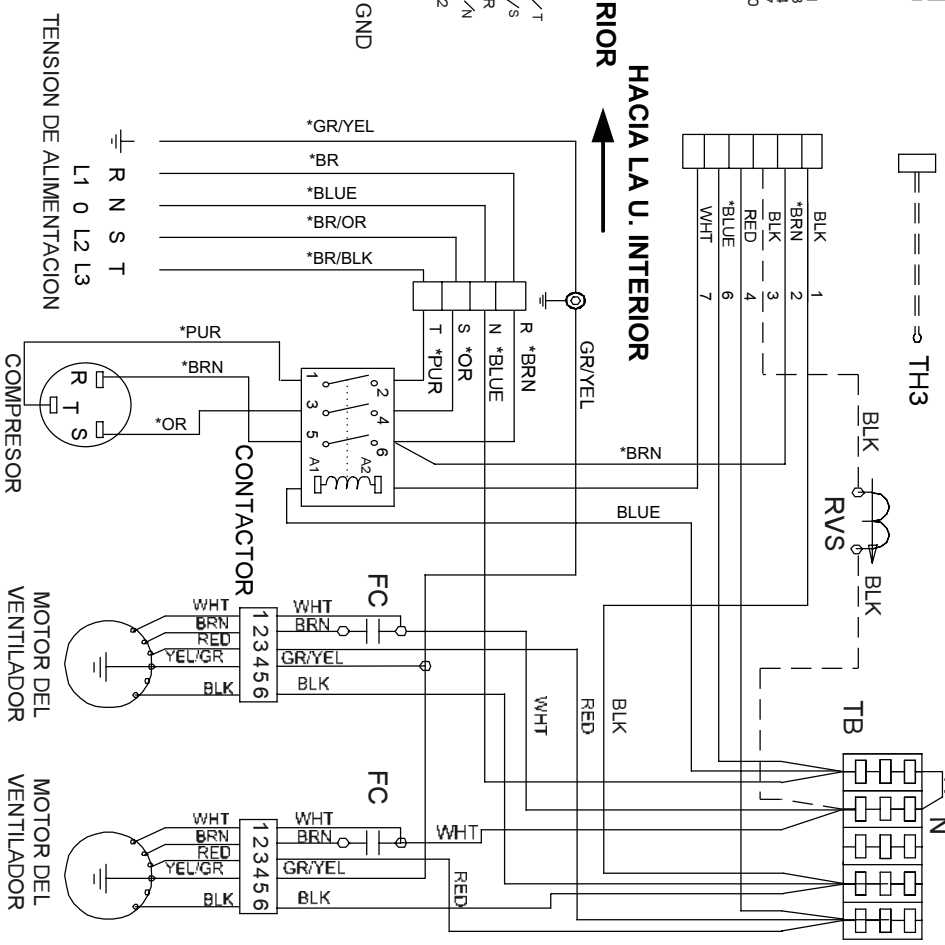 TH3
HACIA LA U. INTERIOR
RIOR
GND
TENSION DE ALIMENTACION
L1 0 L2 L3
R N S T
*GR/YEL
*BR
*BLUE
*BR/OR
*BR/BLK
BLK 1
*BRN 2
BLK 3
RED 4
*BLUE 6
WHT 7
R *BRN
N *BLUE
S *OR
T *PUR
GR/YEL
*PUR
*BRN
*OR
COMPRESOR
R
T
S
1 2
3 4
5 6
A1 A2
CONTACTOR
*BRN
BLUE
BLK
RVS
BLK
TB
N
WHT
RED
BLK
MOTOR DEL
VENTILADOR
WHT
BRN
RED
YEL/GR
BLK
1 2 3 4 5 6
WHT
BRN
GR/YEL
BLK
FC
MOTOR DEL
VENTILADOR
WHT
BRN
RED
YEL/GR
BLK
1 2 3 4 5 6
WHT
BRN
GR/YEL
BLK
FC
WHT
RED